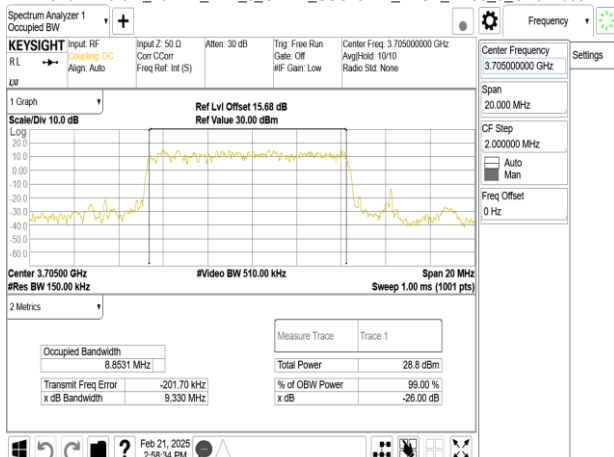 Spectrum Analyzer 1
Occupied BW
+
Frequency
KEYSIGHT
RL
LXI
Input: RF
Coupling: DC
Align: Auto
Input Z: 50 Ω
Corr CCorr
Freq Ref: Int (S)
Atten: 30 dB
Trig: Free Run
Gate: Off
#IF Gain: Low
Center Freq: 3.705000000 GHz
Avg|Hold: 10/10
Radio Std: None
Center Frequency
3.705000000 GHz
Settings
Span
20.000 MHz
CF Step
2.000000 MHz
Auto
Man
Freq Offset
0 Hz
1 Graph
Scale/Div 10.0 dB
Ref Lvl Offset 15.68 dB
Ref Value 30.00 dBm
Log
20.0
10.0
0.00
-10.0
-20.0
-30.0
-40.0
-50.0
-60.0
Center 3.70500 GHz
#Video BW 510.00 kHz
Span 20 MHz
#Res BW 150.00 kHz
Sweep 1.00 ms (1001 pts)
2 Metrics
Measure Trace Trace 1
Occupied Bandwidth
8.8531 MHz
Total Power 28.8 dBm
Transmit Freq Error -201.70 kHz
% of OBW Power 99.00 %
x dB Bandwidth 9.330 MHz
x dB -26.00 dB
?
Feb 21, 2025
2:58:34 PM